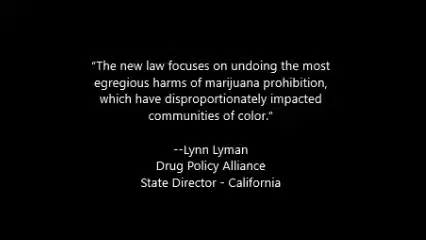 "The new law focuses on undoing the most
egregious harms of marijuana prohibition,
which have disproportionately impacted
communities of color."
--Lynn Lyman
Drug Policy Alliance
State Director - California